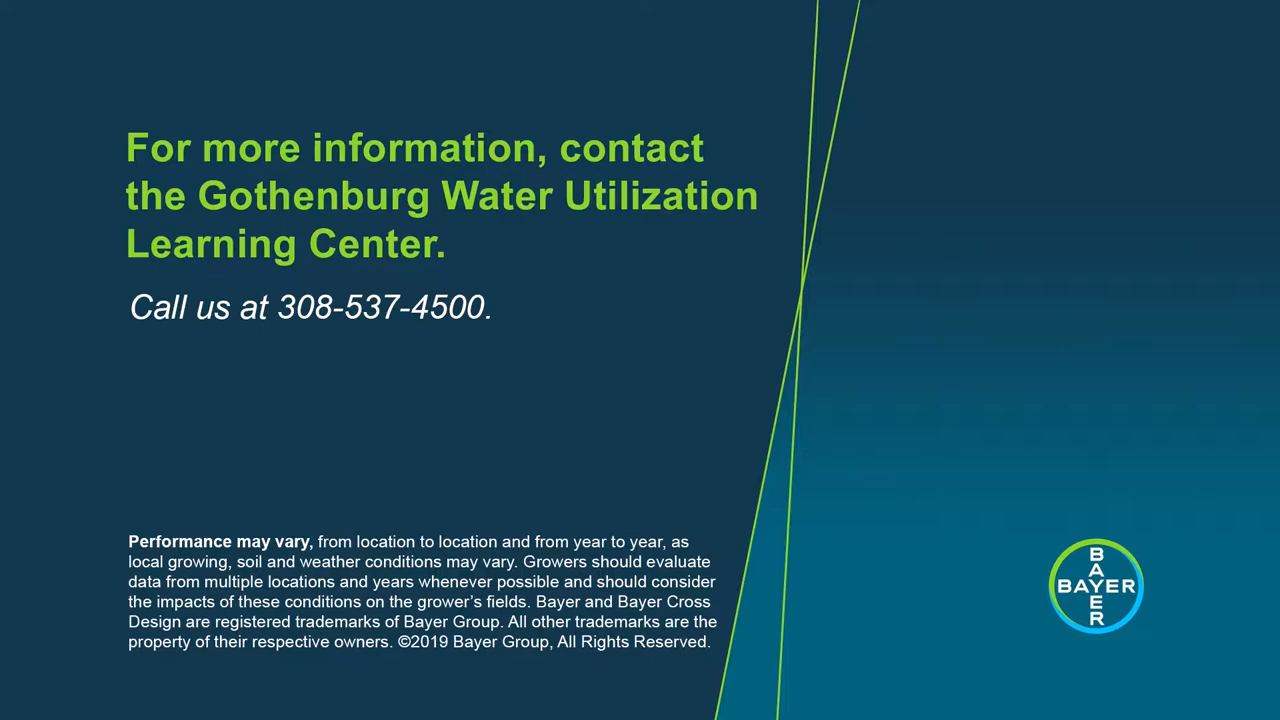 For more information, contact
the Gothenburg Water Utilization
Learning Center.
Call us at 308-537-4500.
Performance may vary, from location to location and from year to year, as
local growing, soil and weather conditions may vary. Growers should evaluate
data from multiple locations and years whenever possible and should consider
the impacts of these conditions on the grower's fields. Bayer and Bayer Cross
Design are registered trademarks of Bayer Group. All other trademarks are the
property of their respective owners. ©2019 Bayer Group, All Rights Reserved.
BAYER
BAYER